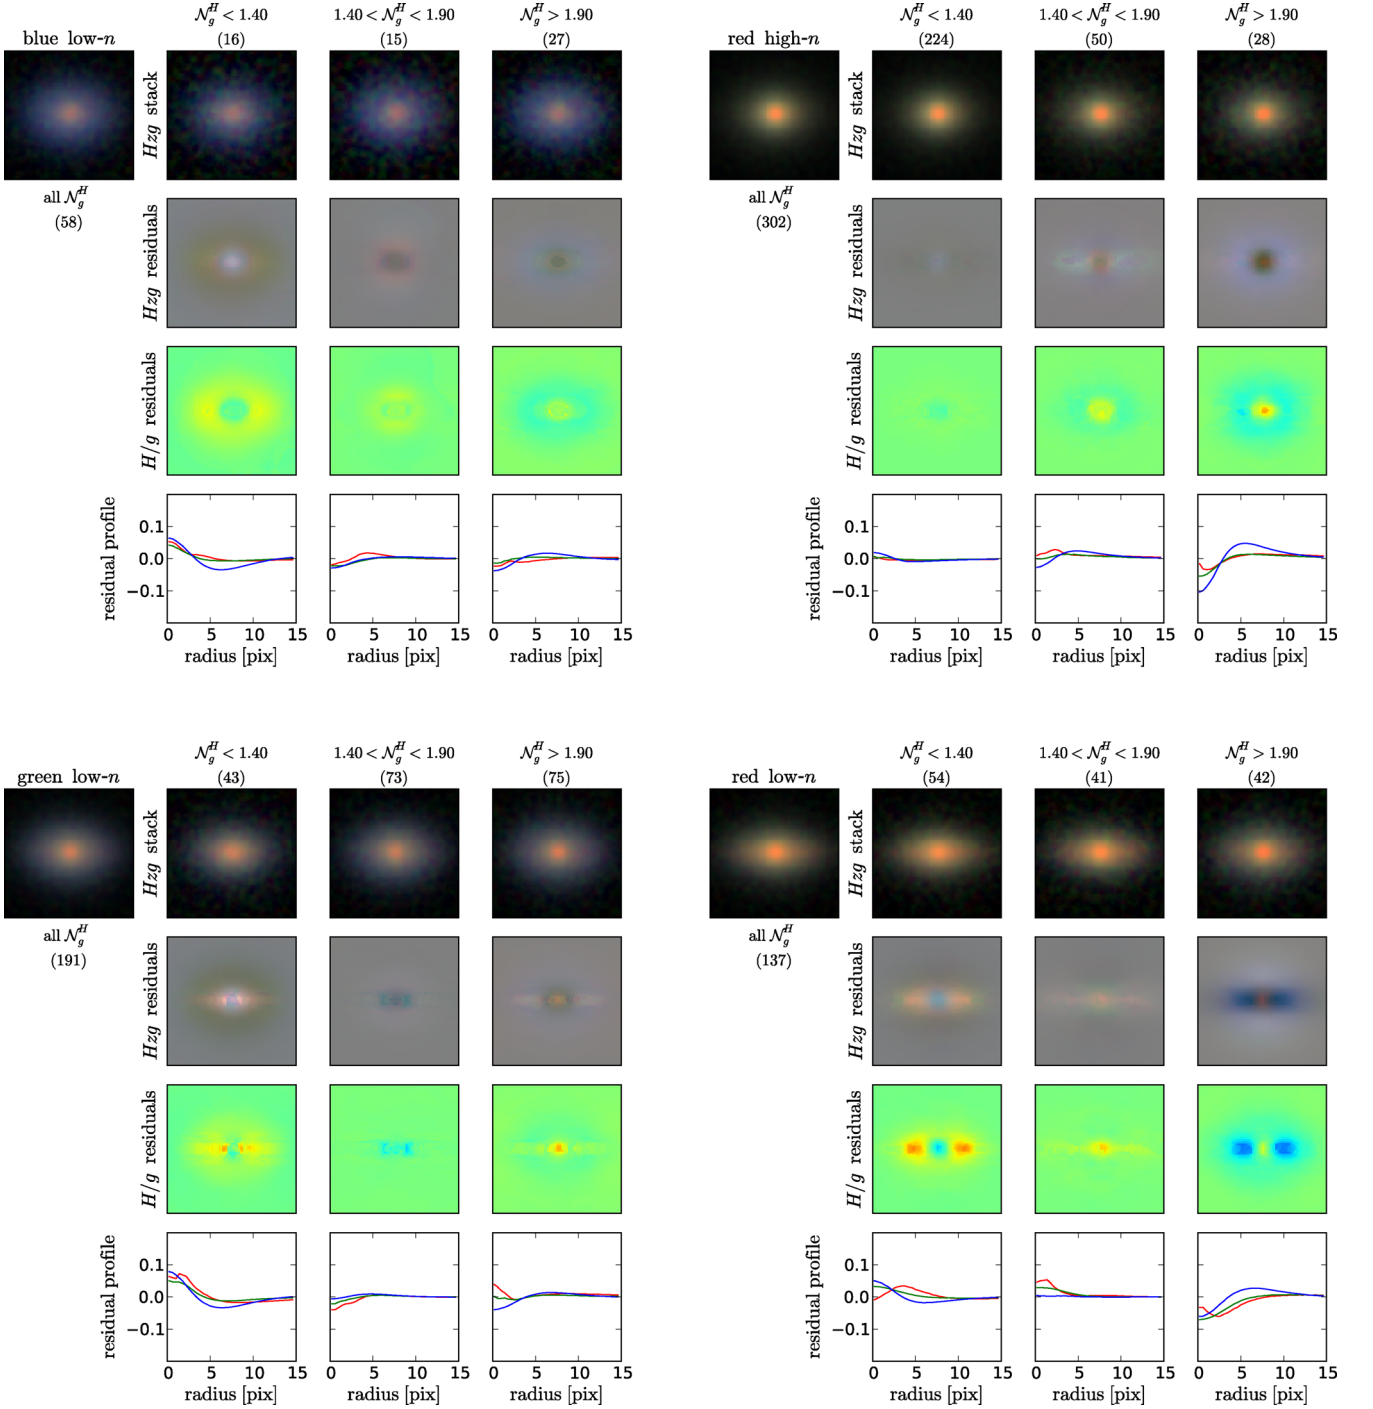 𝒩_g^H < 1.40 1.40 < 𝒩_g^H < 1.90 𝒩_g^H > 1.90
blue low-n (16) (15) (27)
Hzg stack
all 𝒩_g^H
(58)
Hzg residuals
H/g residuals
residual profile
0.1
0.0
−0.1
0 5 10 15 0 5 10 15 0 5 10 15
radius [pix] radius [pix] radius [pix]
𝒩_g^H < 1.40 1.40 < 𝒩_g^H < 1.90 𝒩_g^H > 1.90
red high-n (224) (50) (28)
Hzg stack
all 𝒩_g^H
(302)
Hzg residuals
H/g residuals
residual profile
0.1
0.0
−0.1
0 5 10 15 0 5 10 15 0 5 10 15
radius [pix] radius [pix] radius [pix]
𝒩_g^H < 1.40 1.40 < 𝒩_g^H < 1.90 𝒩_g^H > 1.90
green low-n (43) (73) (75)
Hzg stack
all 𝒩_g^H
(191)
Hzg residuals
H/g residuals
residual profile
0.1
0.0
−0.1
0 5 10 15 0 5 10 15 0 5 10 15
radius [pix] radius [pix] radius [pix]
𝒩_g^H < 1.40 1.40 < 𝒩_g^H < 1.90 𝒩_g^H > 1.90
red low-n (54) (41) (42)
Hzg stack
all 𝒩_g^H
(137)
Hzg residuals
H/g residuals
residual profile
0.1
0.0
−0.1
0 5 10 15 0 5 10 15 0 5 10 15
radius [pix] radius [pix] radius [pix]